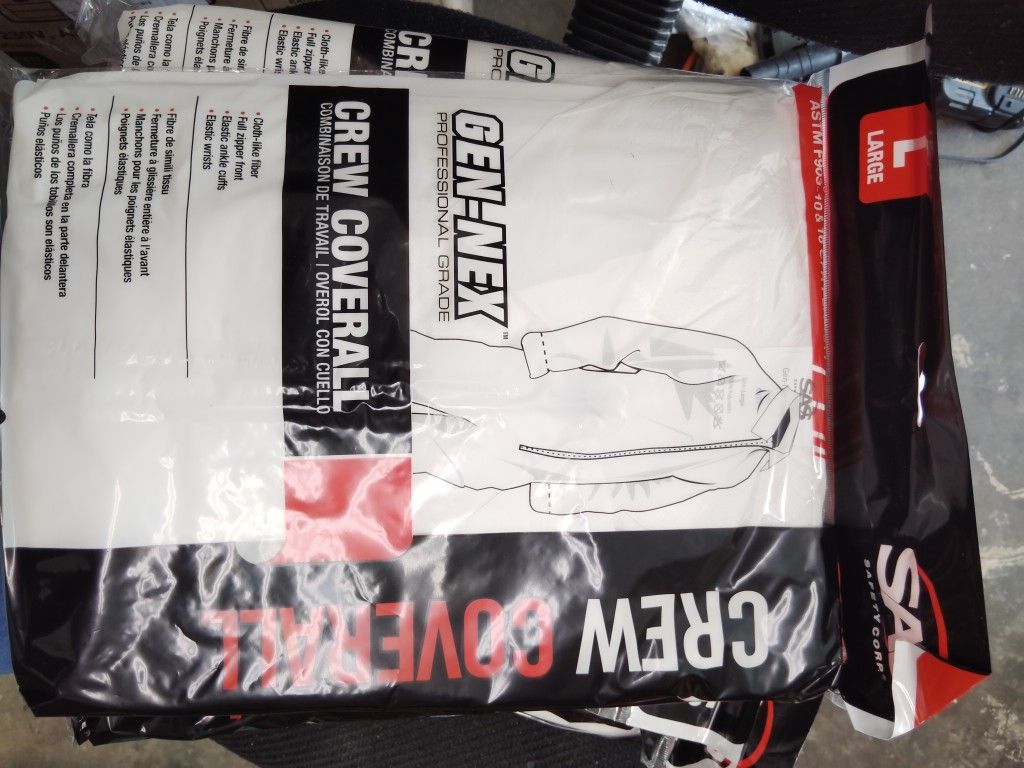 L
LARGE
SAS
SAFETY CORP
GEN-NEX™
PROFESSIONAL GRADE
CREW COVERALL
COMBINAISON DE TRAVAIL | OVEROL CON CUELLO
• Cloth-like fiber
• Full zipper front
• Elastic ankle cuffs
• Elastic wrists
• Fibre de simili tissu
• Fermeture à glissière entière à l'avant
• Manchons pour les poignets élastiques
• Poignets élastiques
• Tela como la fibra
• Cremallera completa en la parte delantera
• Los puños de los tobillos son elásticos
• Puños elásticos
CREW COVERALL